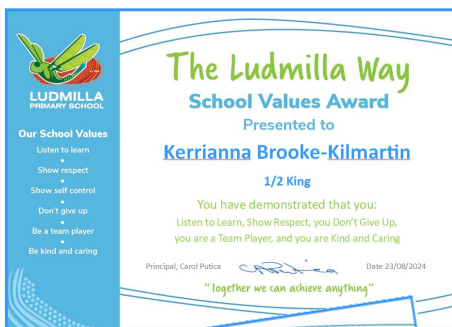 LUDMILLA
PRIMARY SCHOOL
Our School Values
Listen to learn
Show respect
Show self control
Don't give up
Be a team player
Be kind and caring
The Ludmilla Way
School Values Award
Presented to
Kerrianna Brooke-Kilmartin
1/2 King
You have demonstrated that you:
Listen to Learn, Show Respect, you Don't Give Up,
you are a Team Player, and you are Kind and Caring
Principal, Carol Putica
Date 23/08/2024
"Together we can achieve anything"